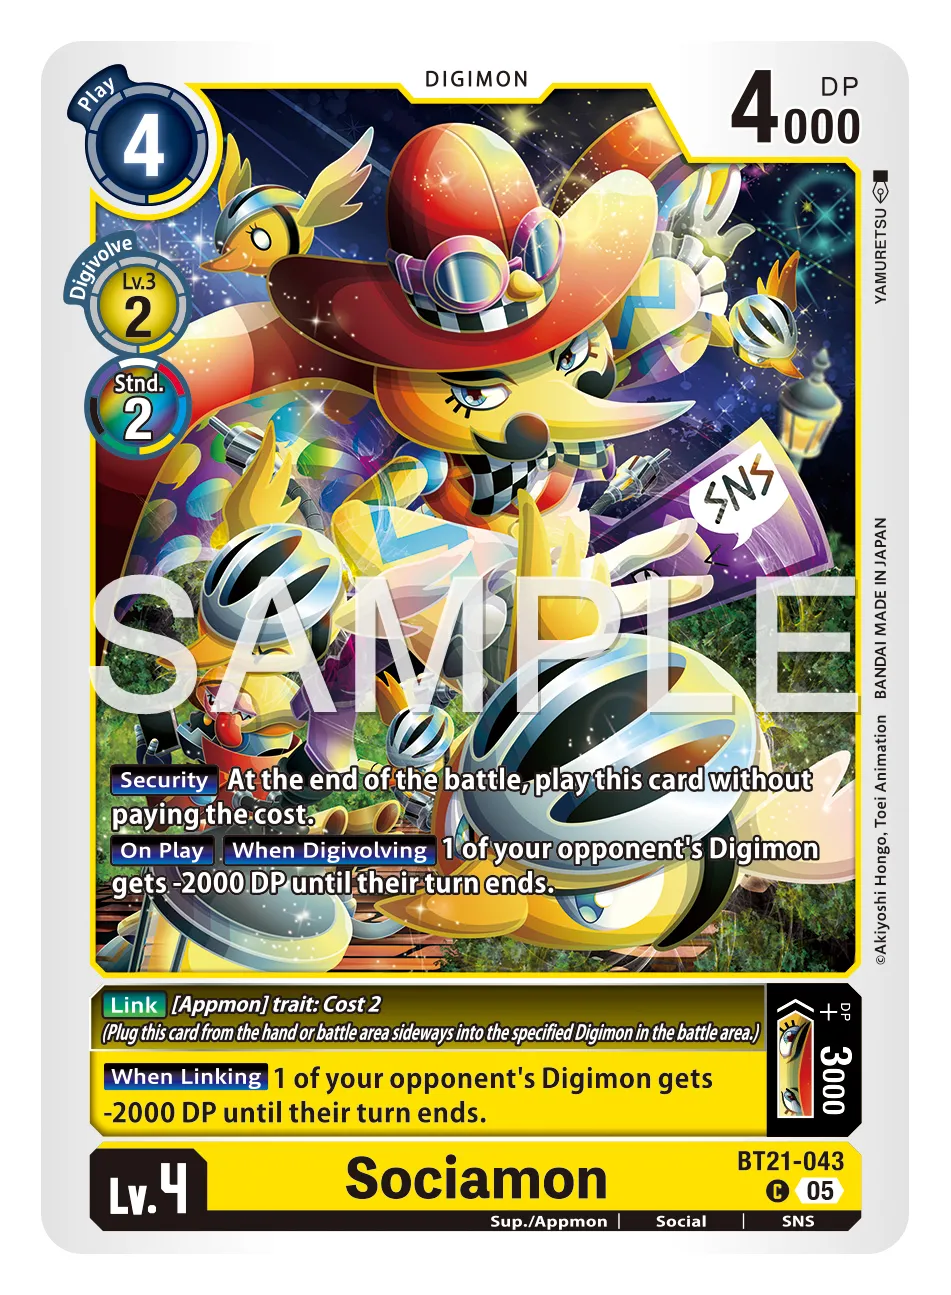 DIGIMON
Play
4
DP
4000
Digivolve
Lv.3
2
Stnd.
2
YAMURETSU
SNS
SAMPLE
BANDAI MADE IN JAPAN
©Akiyoshi Hongo, Toei Animation
Security At the end of the battle, play this card without
paying the cost.
On Play When Digivolving 1 of your opponent's Digimon
gets -2000 DP until their turn ends.
Link [Appmon] trait: Cost 2
(Plug this card from the hand or battle area sideways into the specified Digimon in the battle area.)
DP
+3000
When Linking 1 of your opponent's Digimon gets
-2000 DP until their turn ends.
Lv.4
Sociamon
BT21-043
C 05
Sup./Appmon | Social | SNS